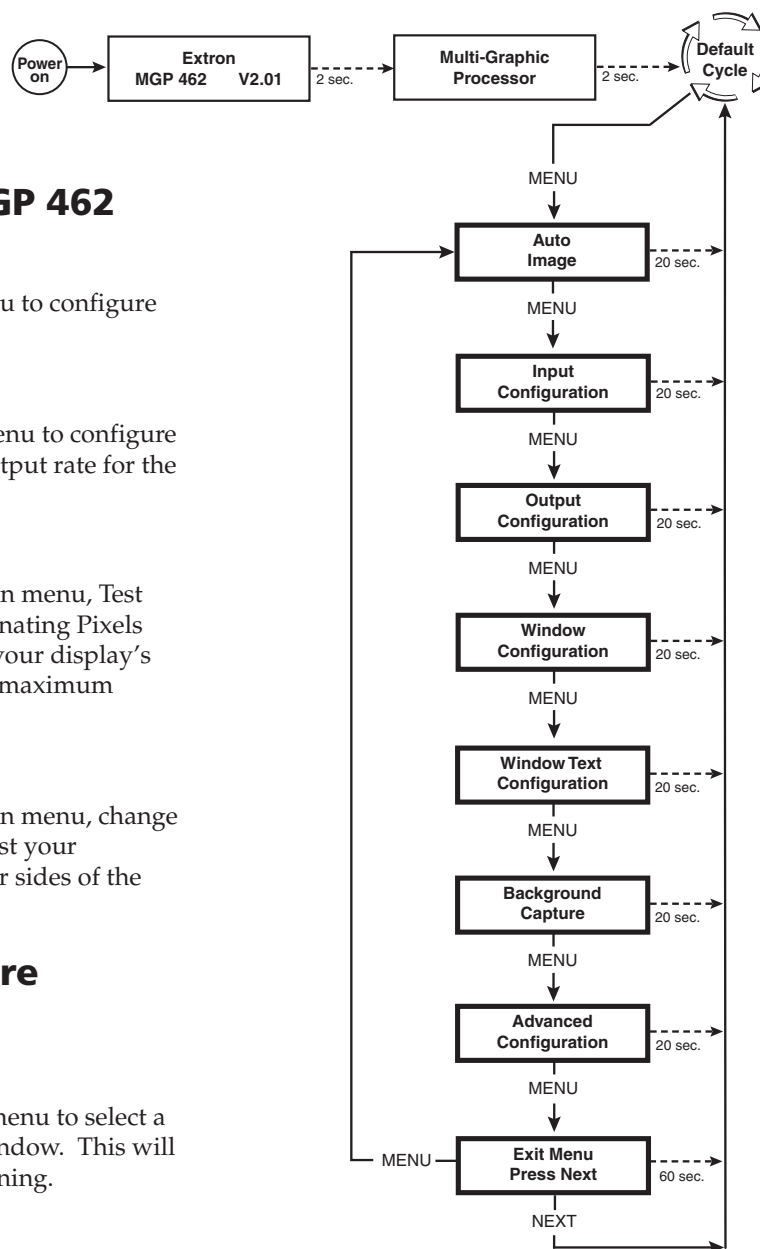 Power
on
Extron
MGP 462 V2.01
2 sec.
Multi-Graphic
Processor
2 sec.
Default
Cycle
GP 462
u to configure
enu to configure
tput rate for the
n menu, Test
nating Pixels
your display's
maximum
n menu, change
st your
r sides of the
re
nenu to select a
ndow. This will
ning.
MENU
Auto
Image
20 sec.
MENU
Input
Configuration
20 sec.
MENU
Output
Configuration
20 sec.
MENU
Window
Configuration
20 sec.
MENU
Window Text
Configuration
20 sec.
MENU
Background
Capture
20 sec.
MENU
Advanced
Configuration
20 sec.
MENU
Exit Menu
Press Next
60 sec.
MENU
NEXT